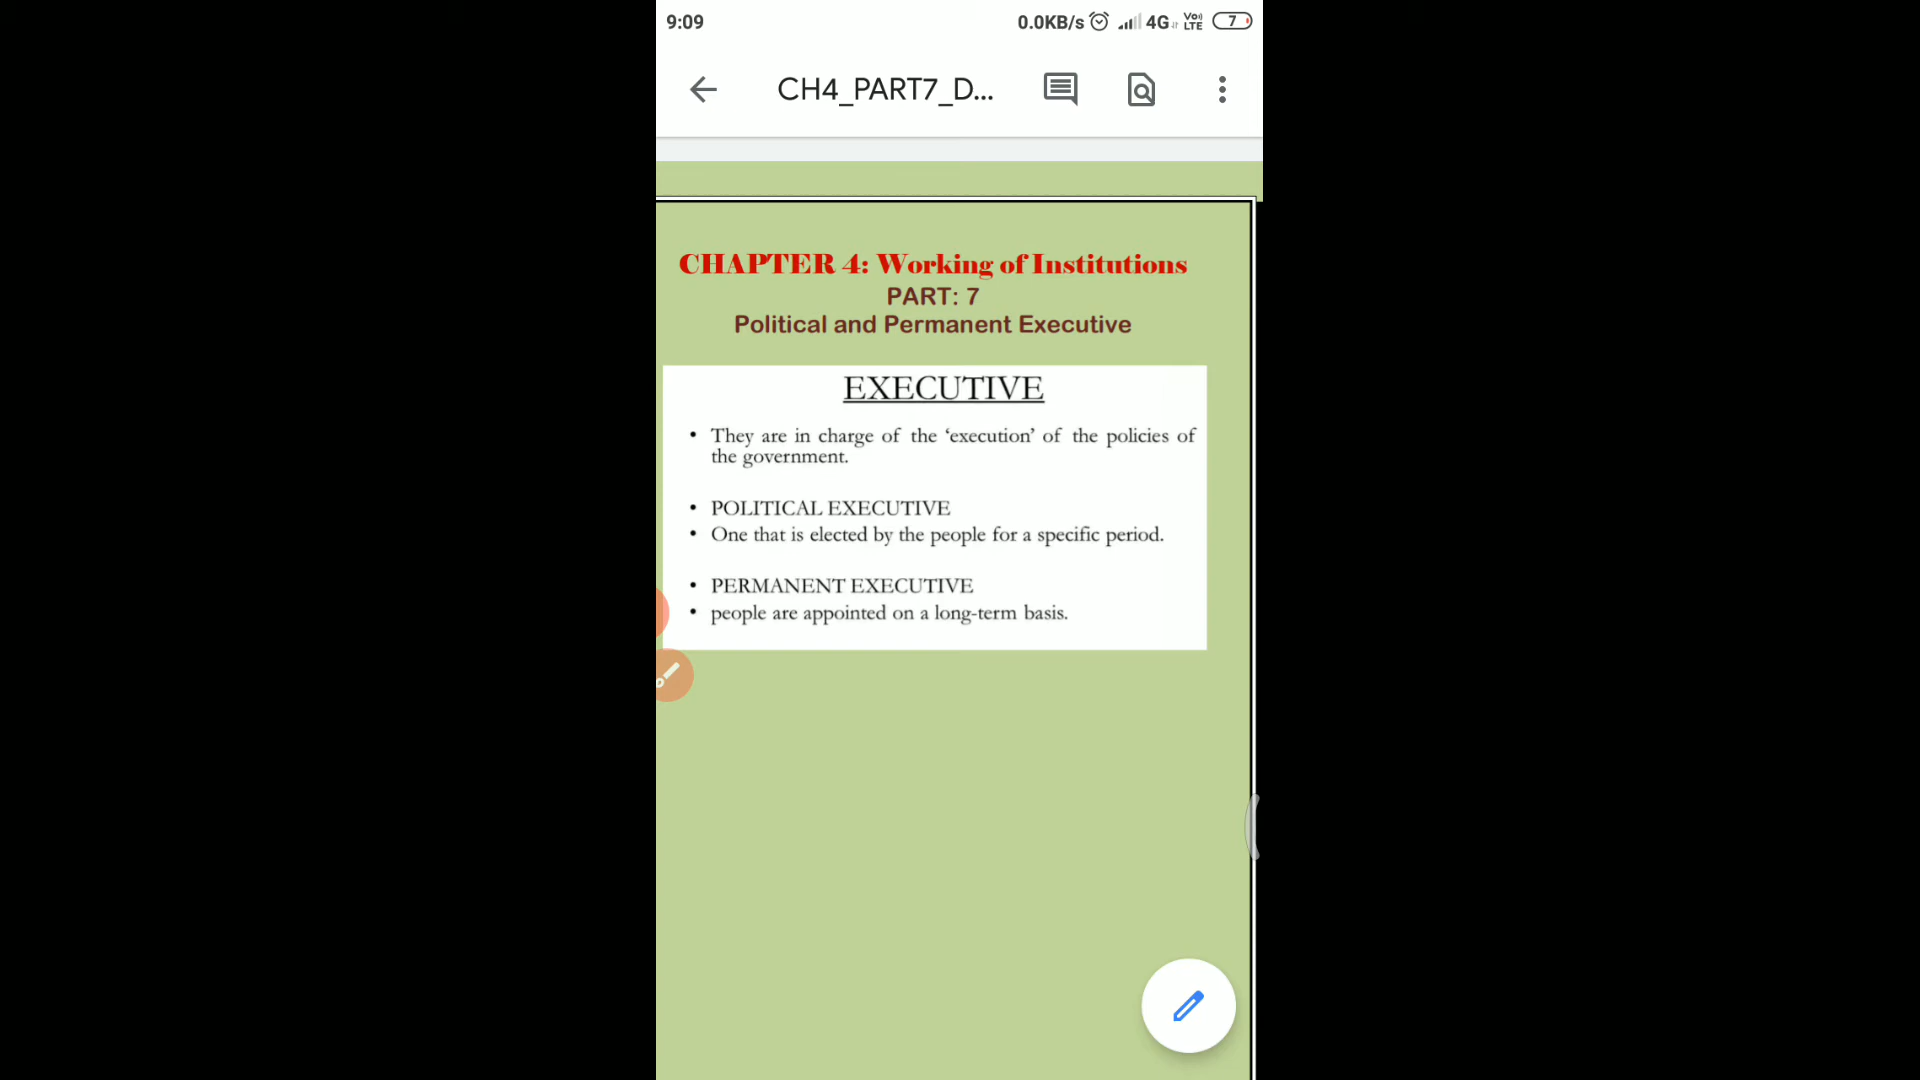 9:09 0.0KB/s 4G Vo) LTE 7
CH4_PART7_D...
CHAPTER 4: Working of Institutions
PART: 7
Political and Permanent Executive
EXECUTIVE
• They are in charge of the ‘execution’ of the policies of
the government.
• POLITICAL EXECUTIVE
• One that is elected by the people for a specific period.
• PERMANENT EXECUTIVE
• people are appointed on a long-term basis.